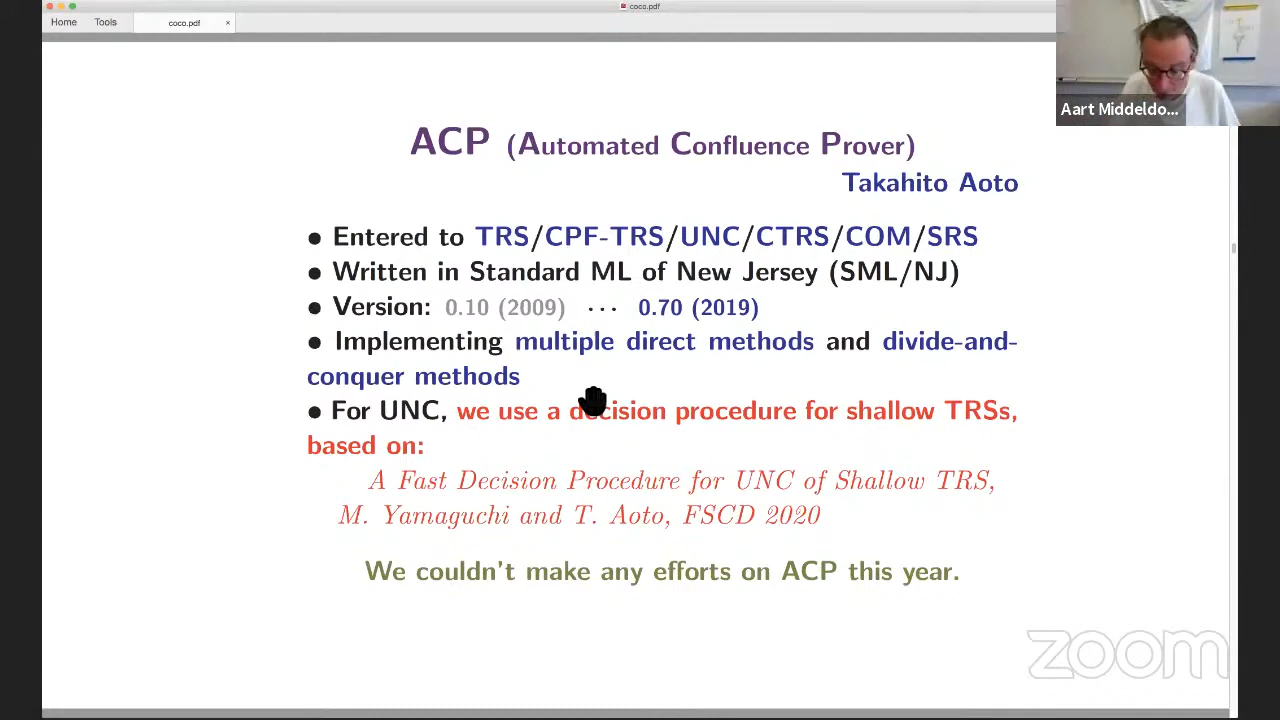 coco.pdf
Home Tools coco.pdf ×
Aart Middeldo...
ACP (Automated Confluence Prover)
Takahito Aoto
• Entered to TRS/CPF-TRS/UNC/CTRS/COM/SRS
• Written in Standard ML of New Jersey (SML/NJ)
• Version: 0.10 (2009) ··· 0.70 (2019)
• Implementing multiple direct methods and divide-and-
conquer methods
• For UNC, we use a decision procedure for shallow TRSs,
based on:
A Fast Decision Procedure for UNC of Shallow TRS,
M. Yamaguchi and T. Aoto, FSCD 2020
We couldn't make any efforts on ACP this year.
zoom